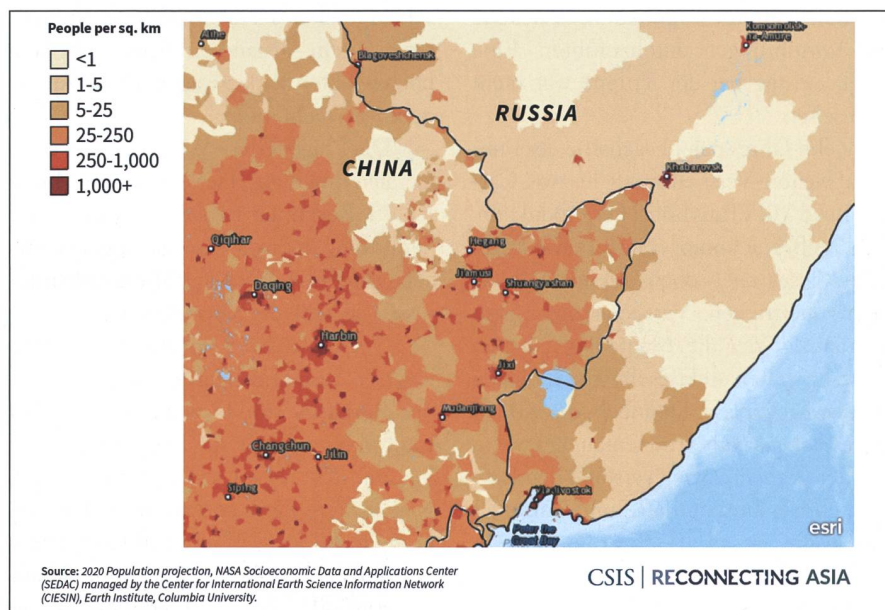 People per sq. km
<1
1-5
5-25
25-250
250-1,000
1,000+
Alihe
Blagoveshchensk
Komsomolsk-
na-Amure
RUSSIA
CHINA
Khabarovsk
Qiqihar
Hegang
Jiamusi
Shuangyashan
Daqing
Harbin
Jixi
Mudanjiang
Changchun
Jilin
Siping
Vladivostok
Peter the
Great Bay
esri
Source: 2020 Population projection, NASA Socioeconomic Data and Applications Center
(SEDAC) managed by the Center for International Earth Science Information Network
(CIESIN), Earth Institute, Columbia University.
CSIS | RECONNECTING ASIA